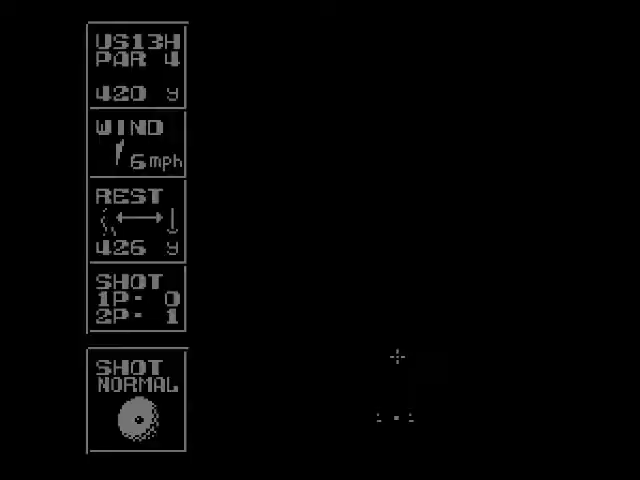 US13H
PAR 4
420 y
WIND
6mph
REST
426 y
SHOT
1P- 0
2P- 1
SHOT
NORMAL